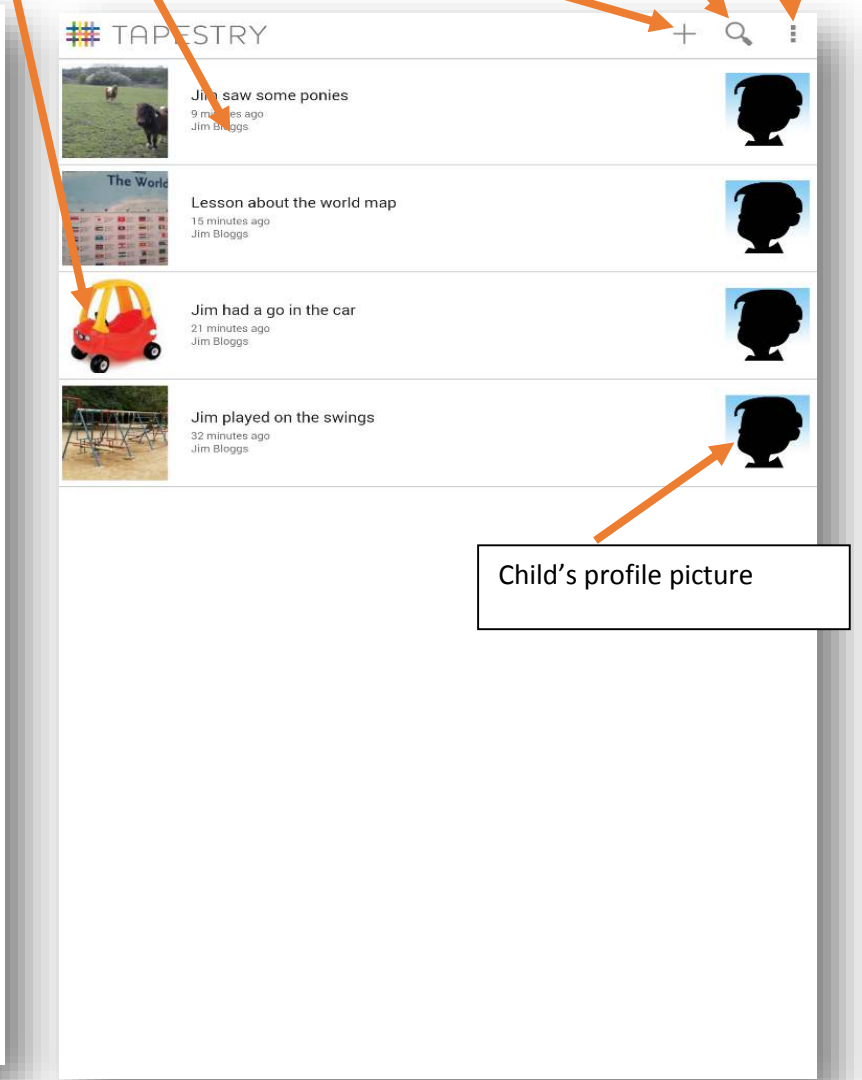 TAPESTRY
Jim saw some ponies
9 minutes ago
Jim Bloggs
The World
Lesson about the world map
15 minutes ago
Jim Bloggs
Jim had a go in the car
21 minutes ago
Jim Bloggs
Jim played on the swings
32 minutes ago
Jim Bloggs
Child’s profile picture